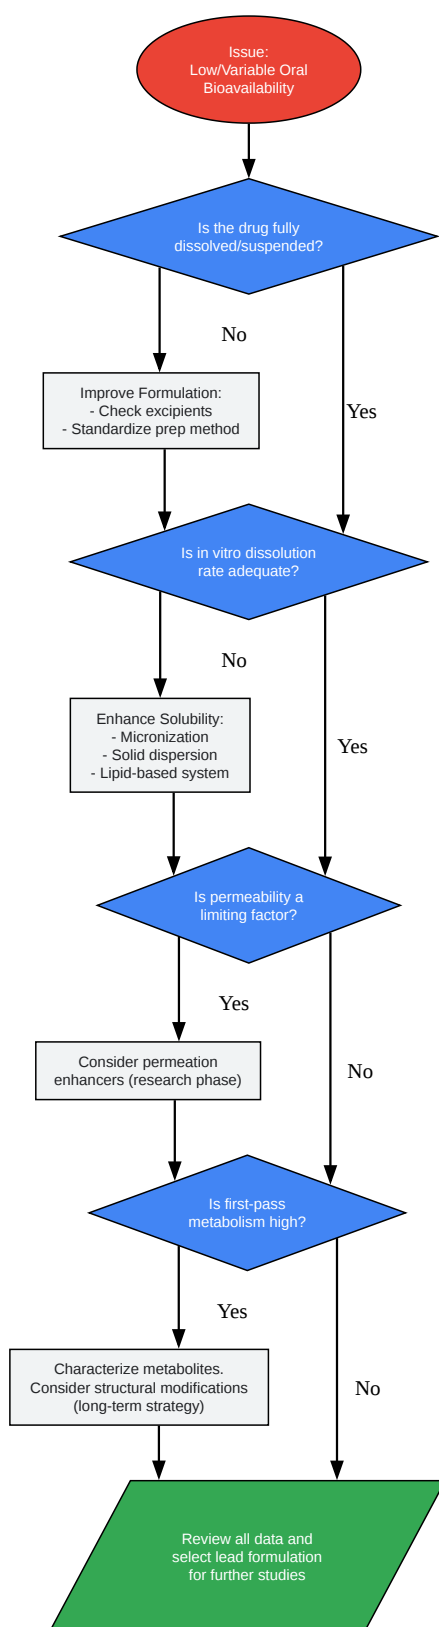 Issue:
Low/Variable Oral
Bioavailability
Is the drug fully
dissolved/suspended?
No
Yes
Improve Formulation:
- Check excipients
- Standardize prep method
Is in vitro dissolution
rate adequate?
No
Yes
Enhance Solubility:
- Micronization
- Solid dispersion
- Lipid-based system
Is permeability a
limiting factor?
Yes
No
Consider permeation
enhancers (research phase)
Is first-pass
metabolism high?
Yes
No
Characterize metabolites.
Consider structural modifications
(long-term strategy)
Review all data and
select lead formulation
for further studies